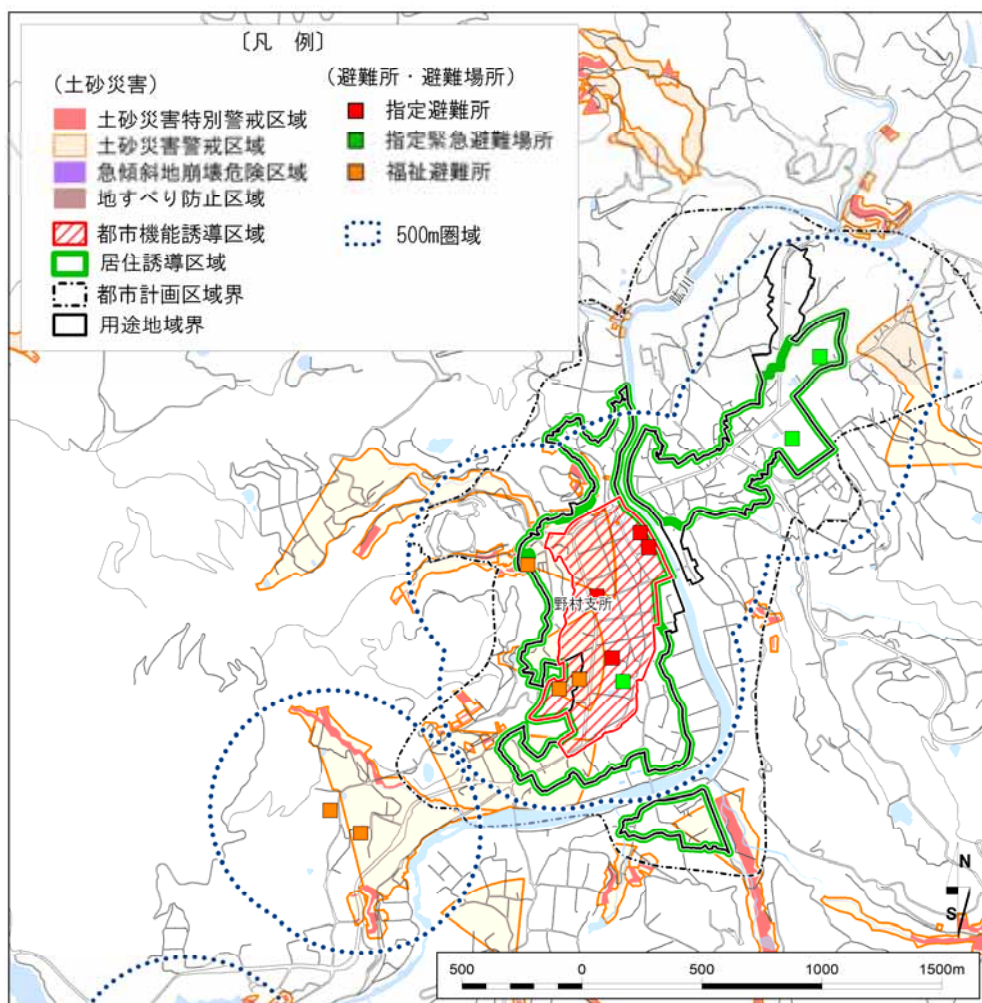 〔凡　例〕
（土砂災害）
土砂災害特別警戒区域
土砂災害警戒区域
急傾斜地崩壊危険区域
地すべり防止区域
都市機能誘導区域
居住誘導区域
都市計画区域界
用途地域界
（避難所・避難場所）
指定避難所
指定緊急避難場所
福祉避難所
500m圏域
肱川
野村支所
N
S
500 0 500 1000 1500m